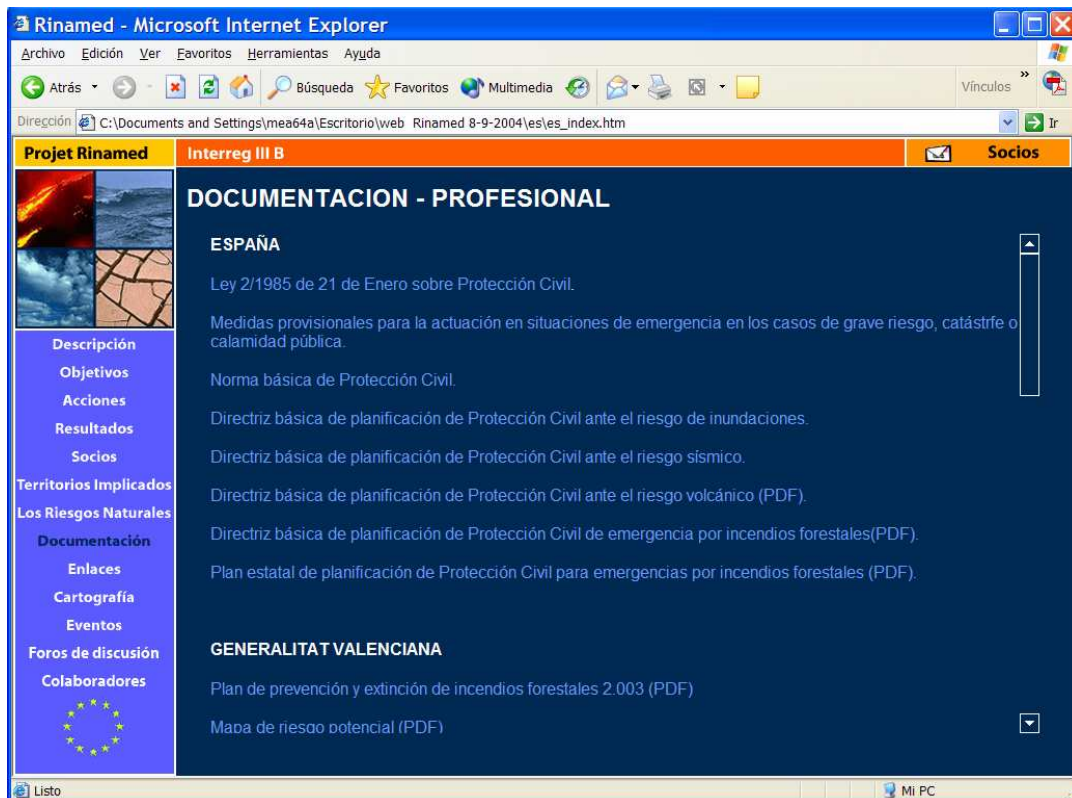 Rinamed - Microsoft Internet Explorer
Archivo Edición Ver Favoritos Herramientas Ayuda
Atrás Búsqueda Favoritos Multimedia Vínculos »
Dirección C:\Documents and Settings\mea64a\Escritorio\web Rinamed 8-9-2004\es\es_index.htm Ir
Projet Rinamed Interreg III B Socios
DOCUMENTACION - PROFESIONAL
ESPAÑA
Ley 2/1985 de 21 de Enero sobre Protección Civil.
Medidas provisionales para la actuación en situaciones de emergencia en los casos de grave riesgo, catástrfe o
calamidad pública.
Norma básica de Protección Civil.
Directriz básica de planificación de Protección Civil ante el riesgo de inundaciones.
Directriz básica de planificación de Protección Civil ante el riesgo sísmico.
Directriz básica de planificación de Protección Civil ante el riesgo volcánico (PDF).
Directriz básica de planificación de Protección Civil de emergencia por incendios forestales(PDF).
Plan estatal de planificación de Protección Civil para emergencias por incendios forestales (PDF).
GENERALITAT VALENCIANA
Plan de prevención y extinción de incendios forestales 2.003 (PDF)
Mapa de riesgo potencial (PDF)
Descripción
Objetivos
Acciones
Resultados
Socios
Territorios Implicados
Los Riesgos Naturales
Documentación
Enlaces
Cartografía
Eventos
Foros de discusión
Colaboradores
Listo Mi PC